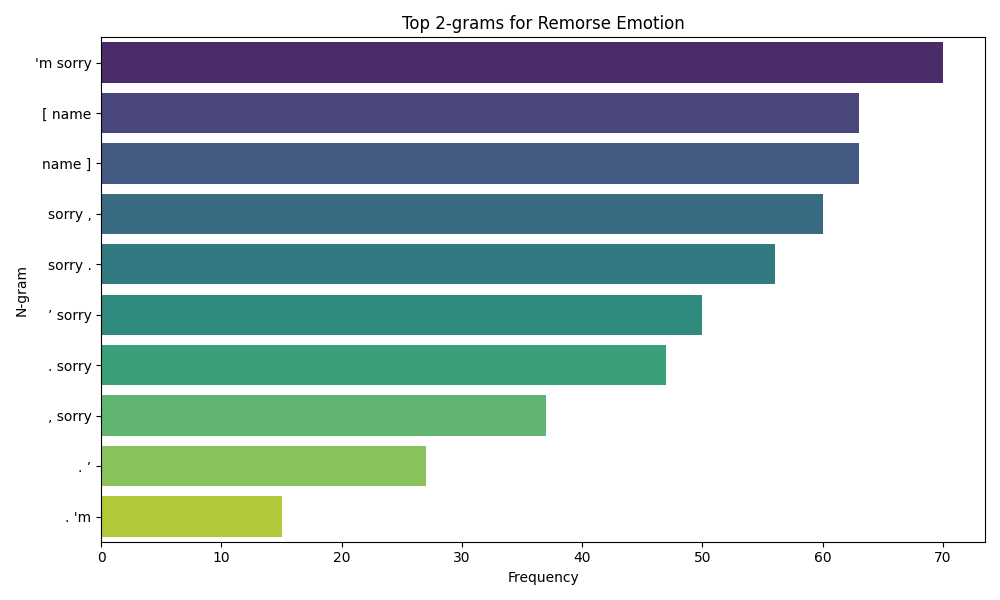 Top 2-grams for Remorse Emotion
'm sorry
[ name
name ]
sorry ,
sorry .
’ sorry
. sorry
, sorry
. ’
. 'm
N-gram
0 10 20 30 40 50 60 70
Frequency